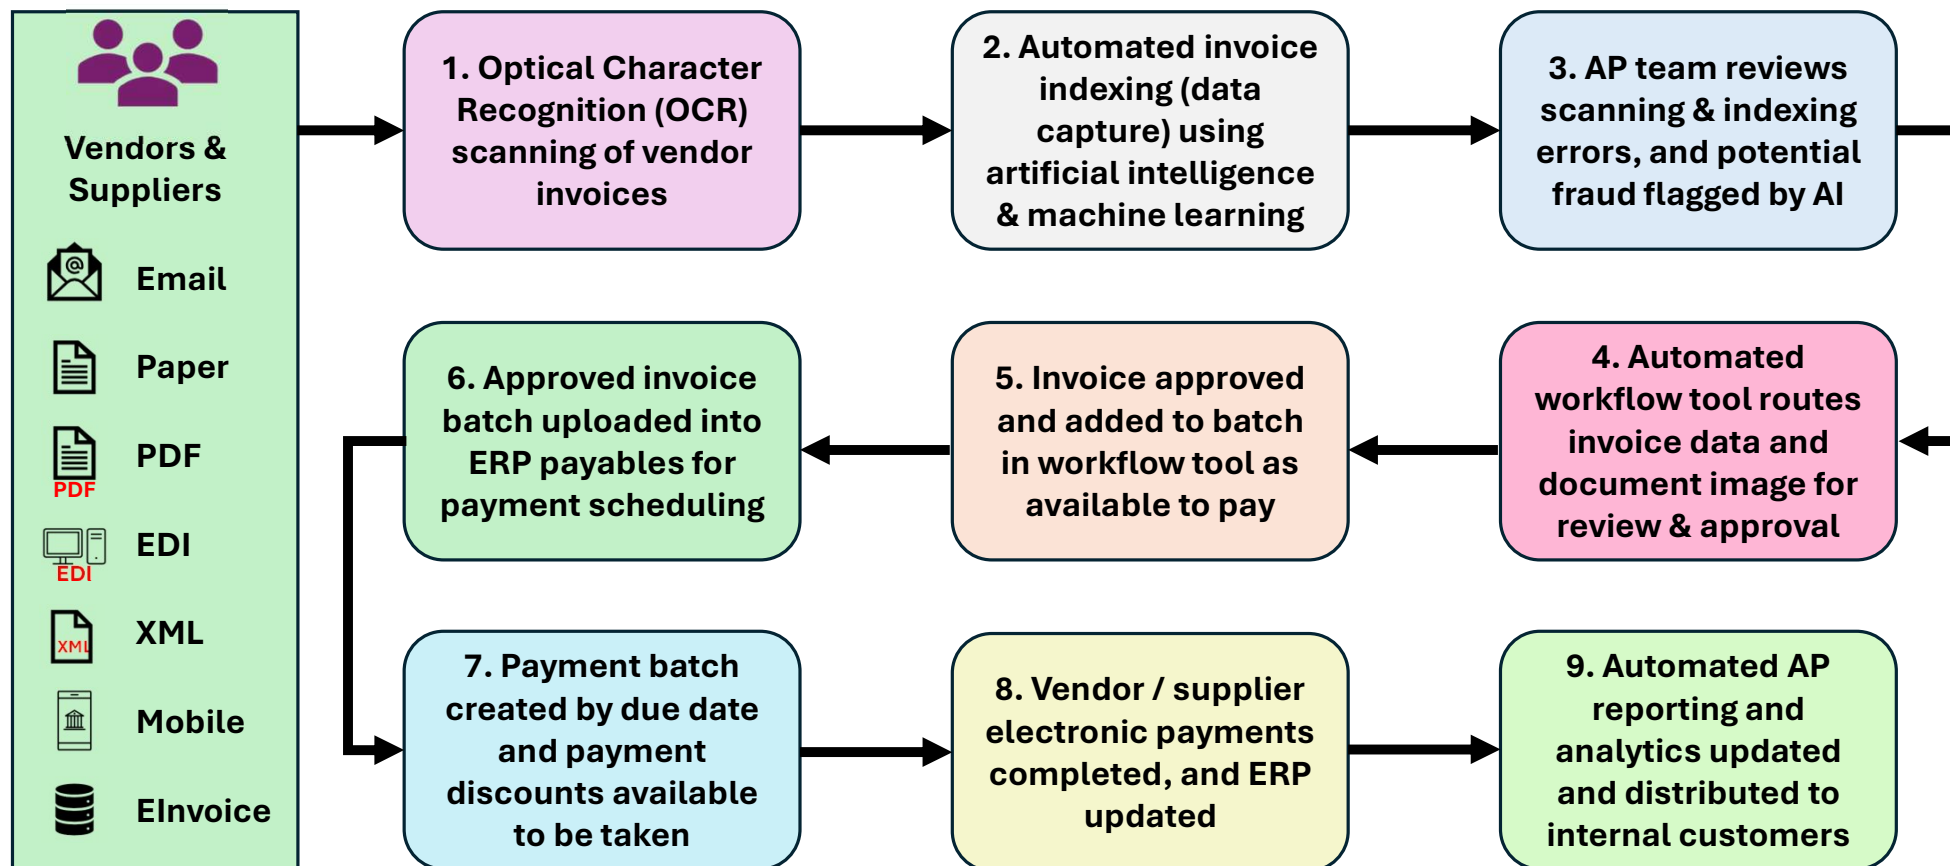 Vendors &
Suppliers
Email
Paper
PDF
PDF
EDI
EDI
XML
XML
Mobile
EInvoice
1. Optical Character
Recognition (OCR)
scanning of vendor
invoices
2. Automated invoice
indexing (data
capture) using
artificial intelligence
& machine learning
3. AP team reviews
scanning & indexing
errors, and potential
fraud flagged by AI
4. Automated
workflow tool routes
invoice data and
document image for
review & approval
5. Invoice approved
and added to batch
in workflow tool as
available to pay
6. Approved invoice
batch uploaded into
ERP payables for
payment scheduling
7. Payment batch
created by due date
and payment
discounts available
to be taken
8. Vendor / supplier
electronic payments
completed, and ERP
updated
9. Automated AP
reporting and
analytics updated
and distributed to
internal customers